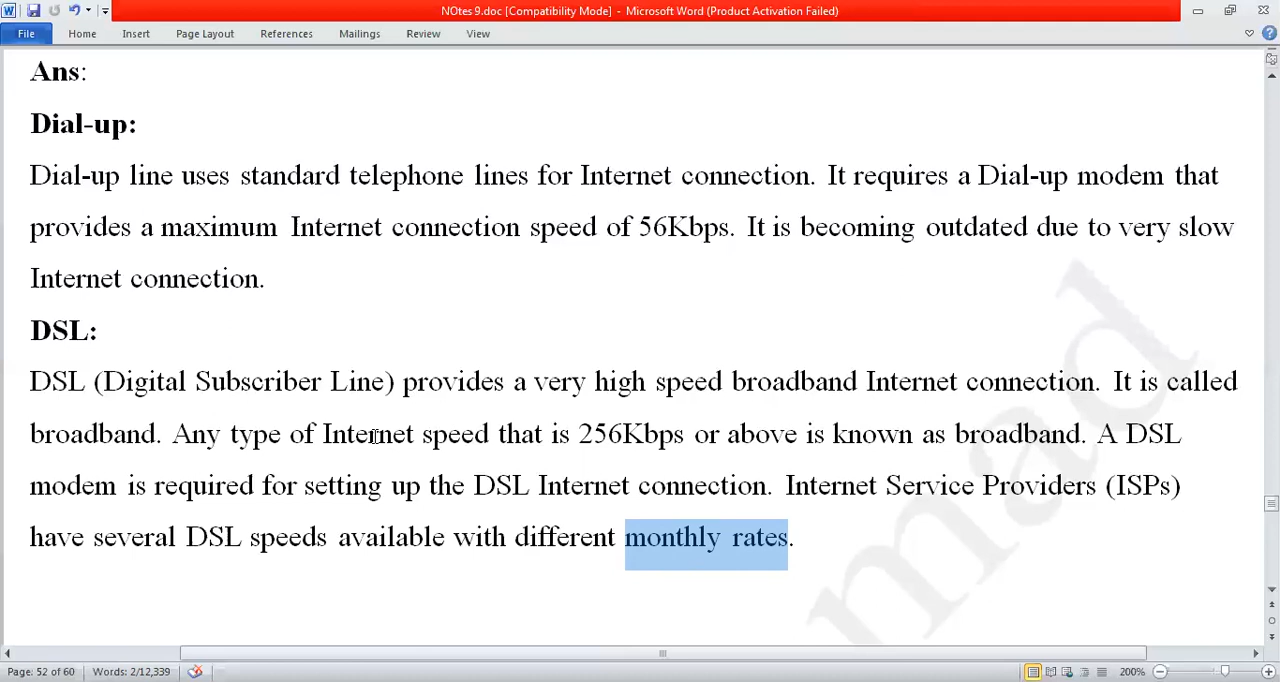 NOtes 9.doc [Compatibility Mode] - Microsoft Word (Product Activation Failed)
File Home Insert Page Layout References Mailings Review View
Ans:
Dial-up:
Dial-up line uses standard telephone lines for Internet connection. It requires a Dial-up modem that
provides a maximum Internet connection speed of 56Kbps. It is becoming outdated due to very slow
Internet connection.
DSL:
DSL (Digital Subscriber Line) provides a very high speed broadband Internet connection. It is called
broadband. Any type of Internet speed that is 256Kbps or above is known as broadband. A DSL
modem is required for setting up the DSL Internet connection. Internet Service Providers (ISPs)
have several DSL speeds available with different monthly rates.
mad
Page: 52 of 60 Words: 2/12,339 200%